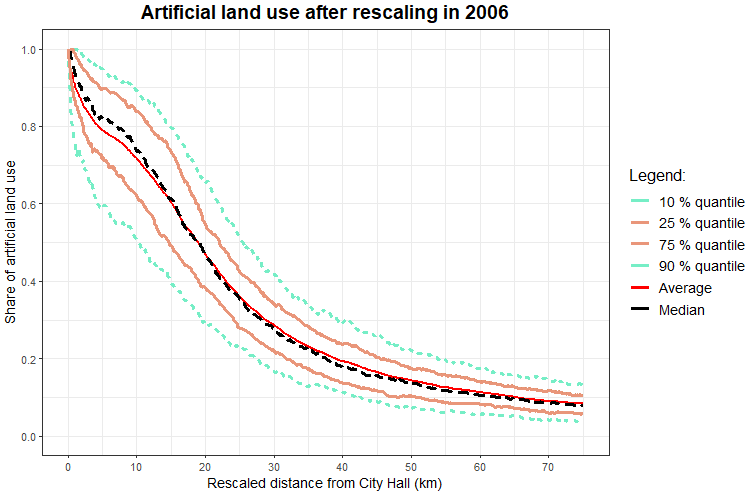 Artificial land use after rescaling in 2006
Share of artificial land use
1.0
0.8
0.6
0.4
0.2
0.0
0 10 20 30 40 50 60 70
Rescaled distance from City Hall (km)
Legend:
10 % quantile
25 % quantile
75 % quantile
90 % quantile
Average
Median